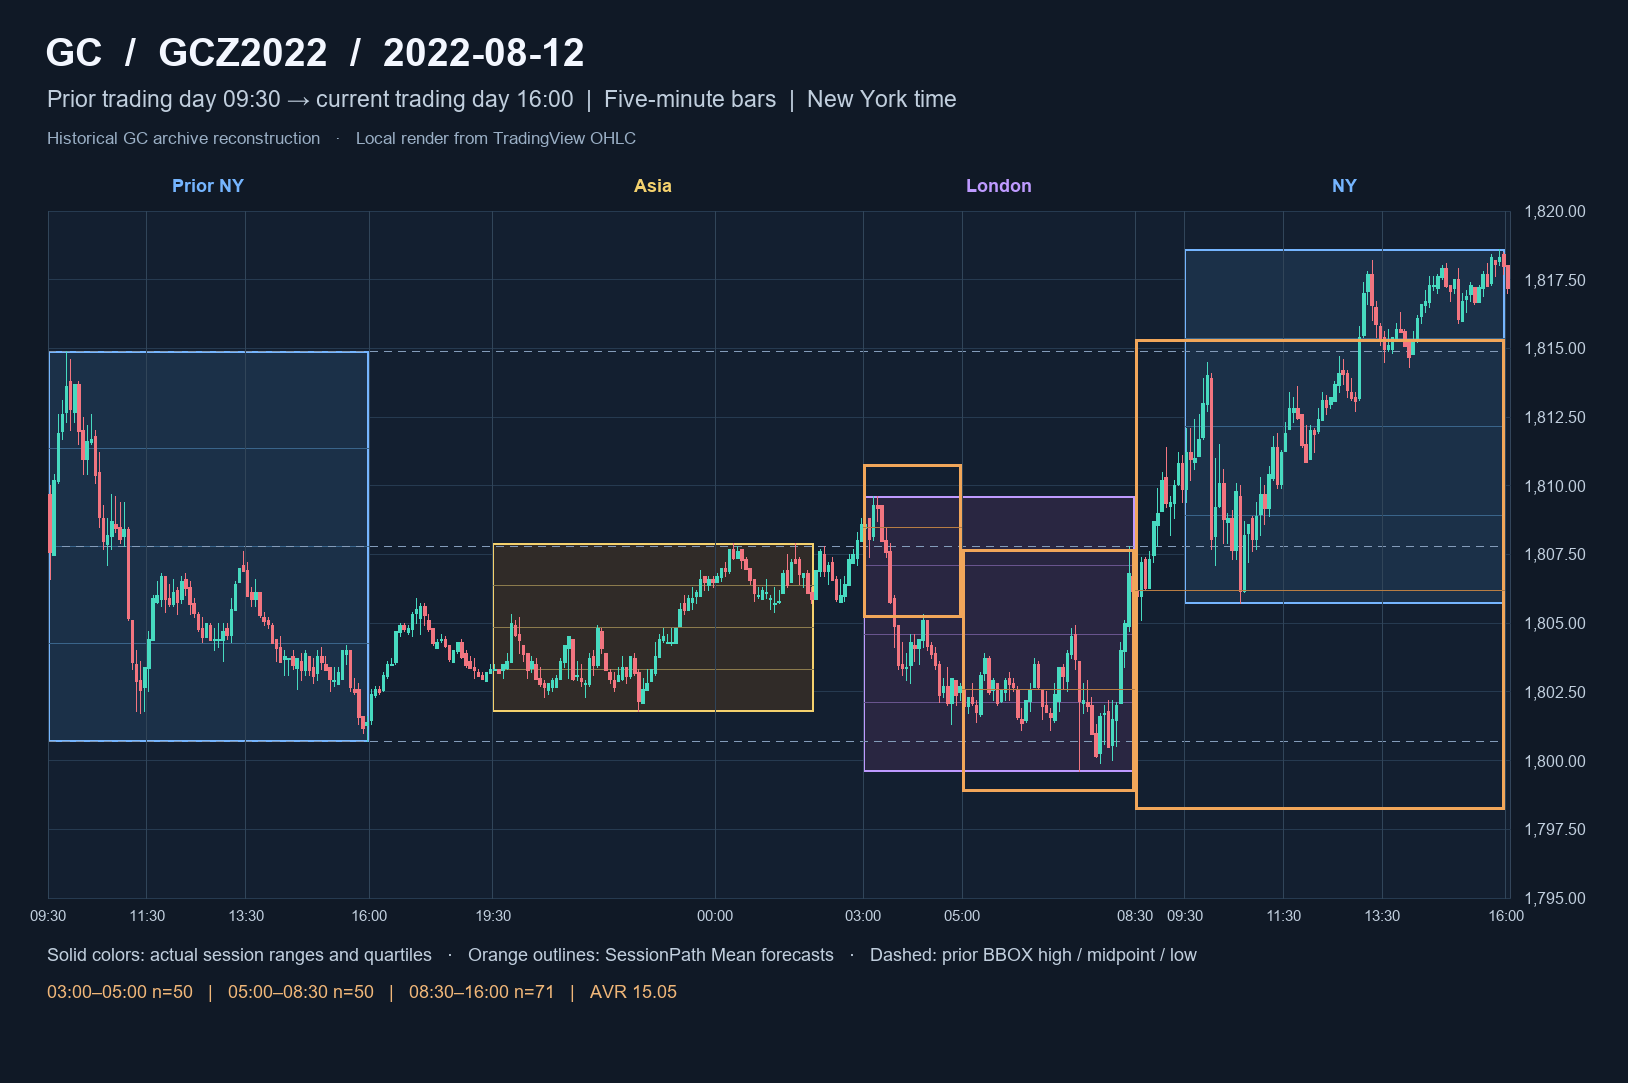 GC / GCZ2022 / 2022-08-12
Prior trading day 09:30 → current trading day 16:00 | Five-minute bars | New York time
Historical GC archive reconstruction · Local render from TradingView OHLC
Prior NY Asia London NY
1,820.00
1,817.50
1,815.00
1,812.50
1,810.00
1,807.50
1,805.00
1,802.50
1,800.00
1,797.50
1,795.00
09:30 11:30 13:30 16:00 19:30 00:00 03:00 05:00 08:30 09:30 11:30 13:30 16:00
Solid colors: actual session ranges and quartiles · Orange outlines: SessionPath Mean forecasts · Dashed: prior BBOX high / midpoint / low
03:00–05:00 n=50 | 05:00–08:30 n=50 | 08:30–16:00 n=71 | AVR 15.05